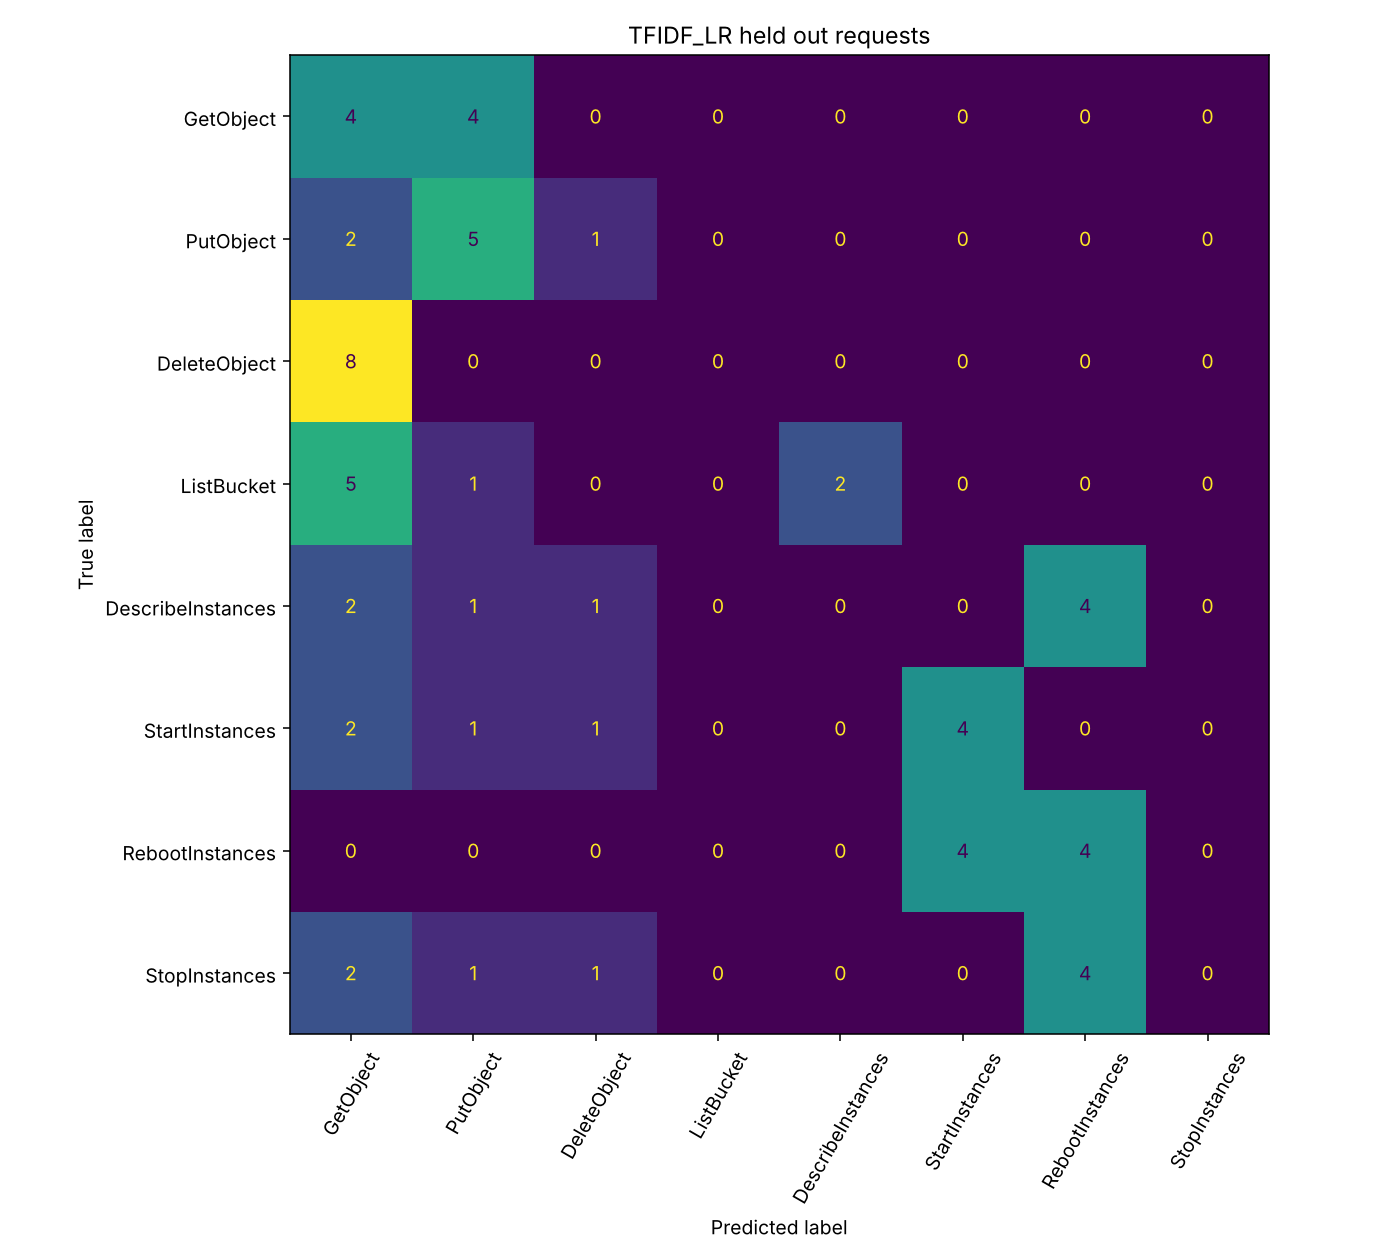 TFIDF_LR held out requests
GetObject 4 4 0 0 0 0 0 0
PutObject 2 5 1 0 0 0 0 0
DeleteObject 8 0 0 0 0 0 0 0
ListBucket 5 1 0 0 2 0 0 0
True label
DescribeInstances 2 1 1 0 0 0 4 0
StartInstances 2 1 1 0 0 4 0 0
RebootInstances 0 0 0 0 0 4 4 0
StopInstances 2 1 1 0 0 0 4 0
GetObject
PutObject
DeleteObject
ListBucket
DescribeInstances
StartInstances
RebootInstances
StopInstances
Predicted label